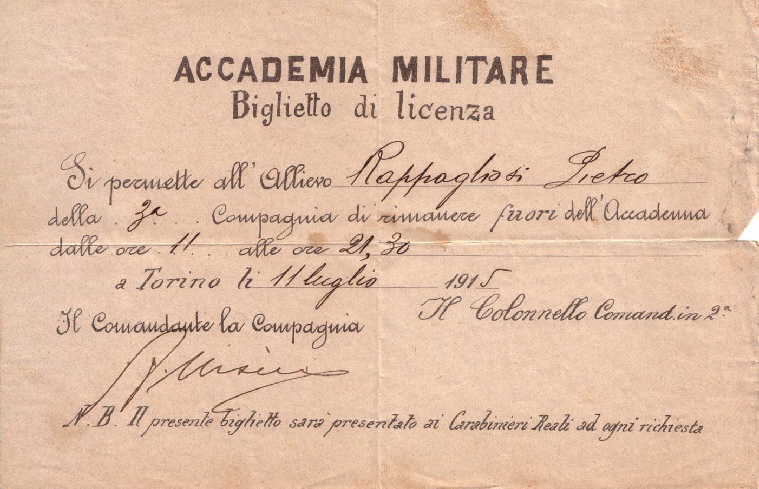 ACCADEMIA MILITARE
Biglietto di licenza
Si permette all'Allievo Rappagliosi Pietro
della 3a Compagnia di rimanere fuori dell'Accademia
dalle ore 11 alle ore 21,30
a Torino li 11 luglio 1915
Il Comandante la Compagnia
Il Colonnello Comand. in 2ª
N. B. Il presente biglietto sarà presentato ai Carabinieri Reali ad ogni richiesta